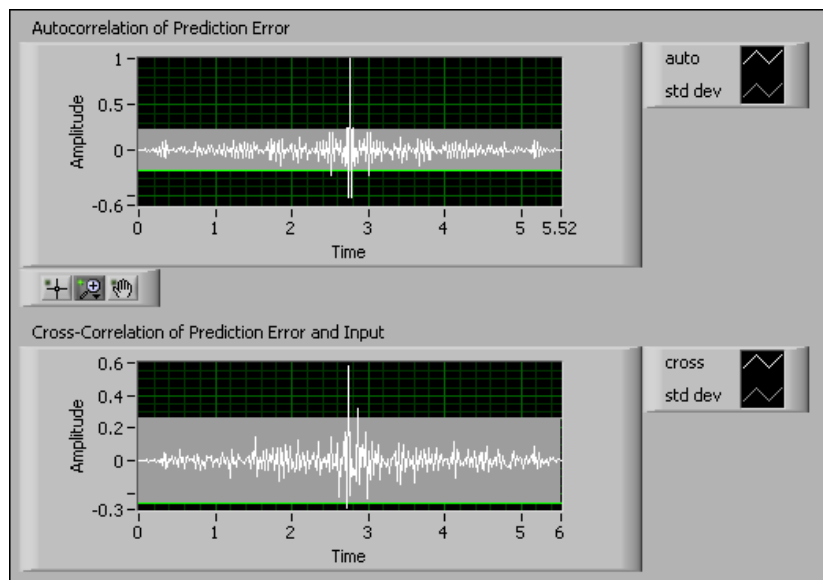 Autocorrelation of Prediction Error
auto
std dev
Amplitude
1
0.5
0
-0.6
0 1 2 3 4 5 5.52
Time
Cross-Correlation of Prediction Error and Input
cross
std dev
Amplitude
0.6
0.4
0.2
0
-0.3
0 1 2 3 4 5 6
Time